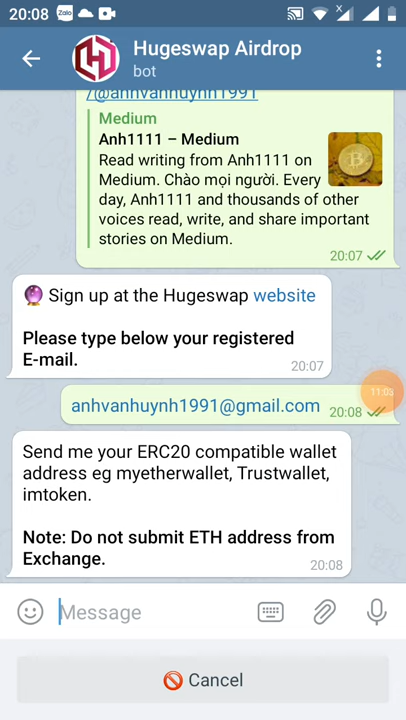 20:08
Zalo
Hugeswap Airdrop
bot
/@anhvanhuynh1991
Medium
Anh1111 – Medium
Read writing from Anh1111 on
Medium. Chào mọi người. Every
day, Anh1111 and thousands of other
voices read, write, and share important
stories on Medium.
20:07
🔮 Sign up at the Hugeswap website
Please type below your registered
E-mail.
20:07
11:03
anhvanhuynh1991@gmail.com
20:08
Send me your ERC20 compatible wallet
address eg myetherwallet, Trustwallet,
imtoken.
Note: Do not submit ETH address from
Exchange.
20:08
Message
🚫 Cancel